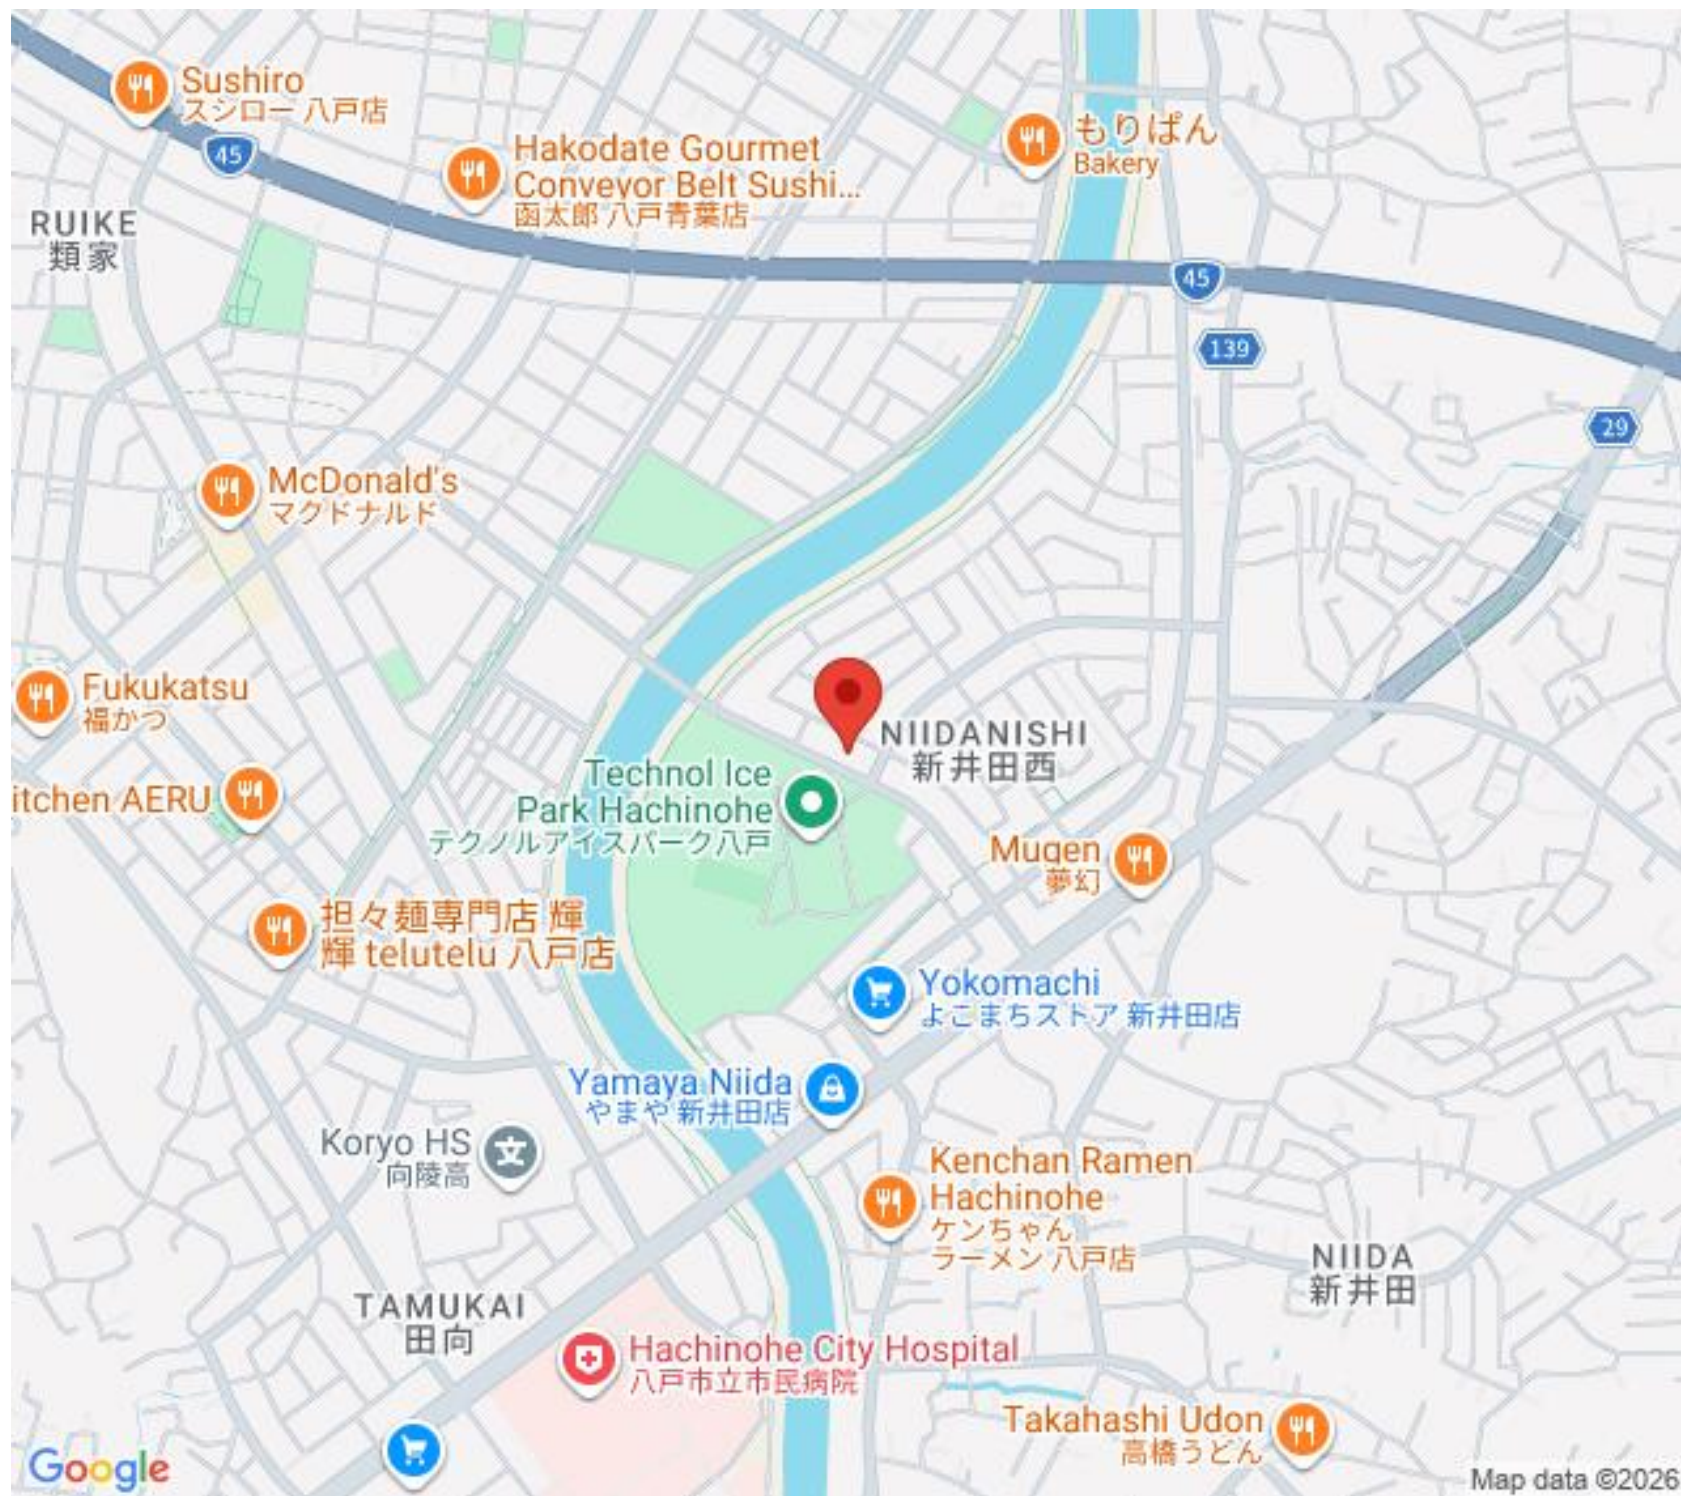 Sushiro
スシロー 八戸店
45
Hakodate Gourmet
Conveyor Belt Sushi...
函太郎 八戸青葉店
もりぱん
Bakery
RUIKE
類家
45
139
29
McDonald's
マクドナルド
Fukukatsu
福かつ
NIIDANISHI
新井田西
Technol Ice
Park Hachinohe
テクノルアイスパーク八戸
itchen AERU
Mugen
夢幻
担々麺専門店 輝
輝 telutelu 八戸店
Yokomachi
よこまちストア 新井田店
Yamaya Niida
やまや 新井田店
Koryo HS
向陵高
文
Kenchan Ramen
Hachinohe
ケンちゃん
ラーメン 八戸店
NIIDA
新井田
TAMUKAI
田向
Hachinohe City Hospital
八戸市立市民病院
Takahashi Udon
高橋うどん
Google
Map data ©2026